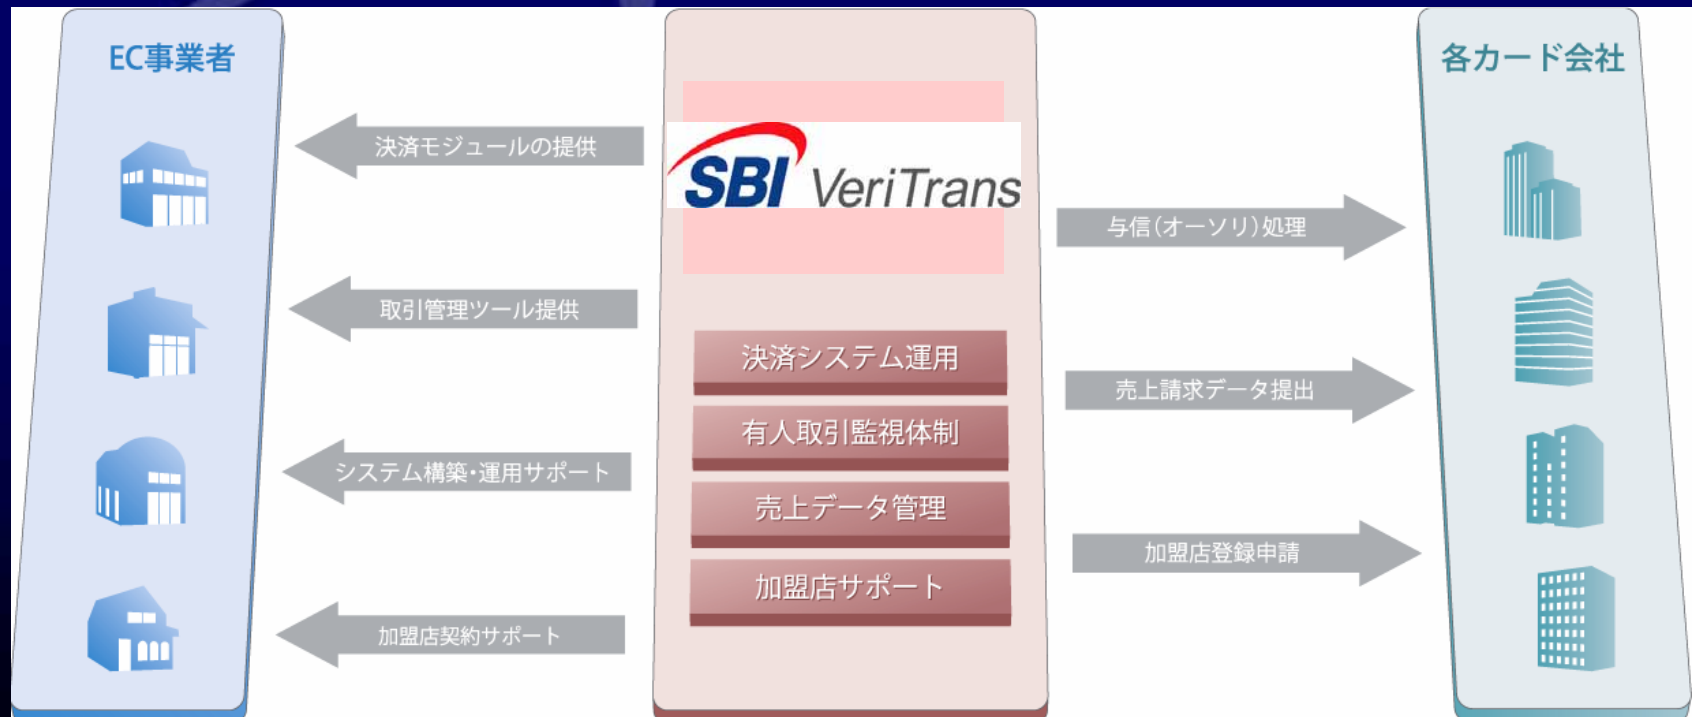 EC事業者
決済モジュールの提供
取引管理ツール提供
システム構築・運用サポート
加盟店契約サポート
SBI VeriTrans
決済システム運用
有人取引監視体制
売上データ管理
加盟店サポート
与信（オーソリ）処理
売上請求データ提出
加盟店登録申請
各カード会社